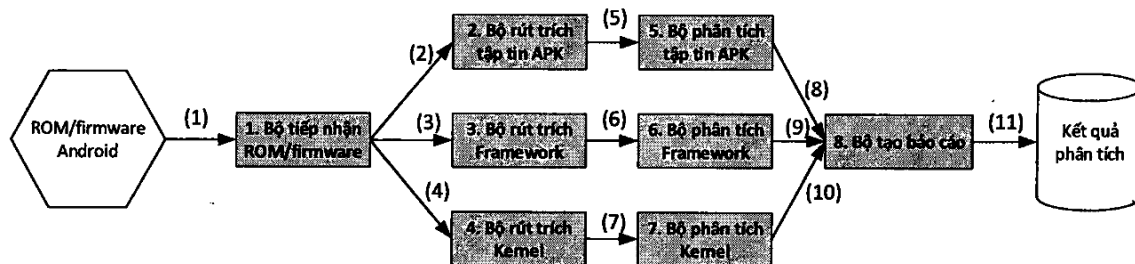 ROM/firmware
Android
(1)
1. Bộ tiếp nhận
ROM/firmware
(2)
(3)
(4)
2. Bộ rút trích
tập tin APK
(5)
5. Bộ phân tích
tập tin APK
3. Bộ rút trích
Framework
(6)
6. Bộ phân tích
Framework
4. Bộ rút trích
Kernel
(7)
7. Bộ phân tích
Kernel
(8)
(9)
(10)
8. Bộ tạo báo cáo
(11)
Kết quả
phân tích